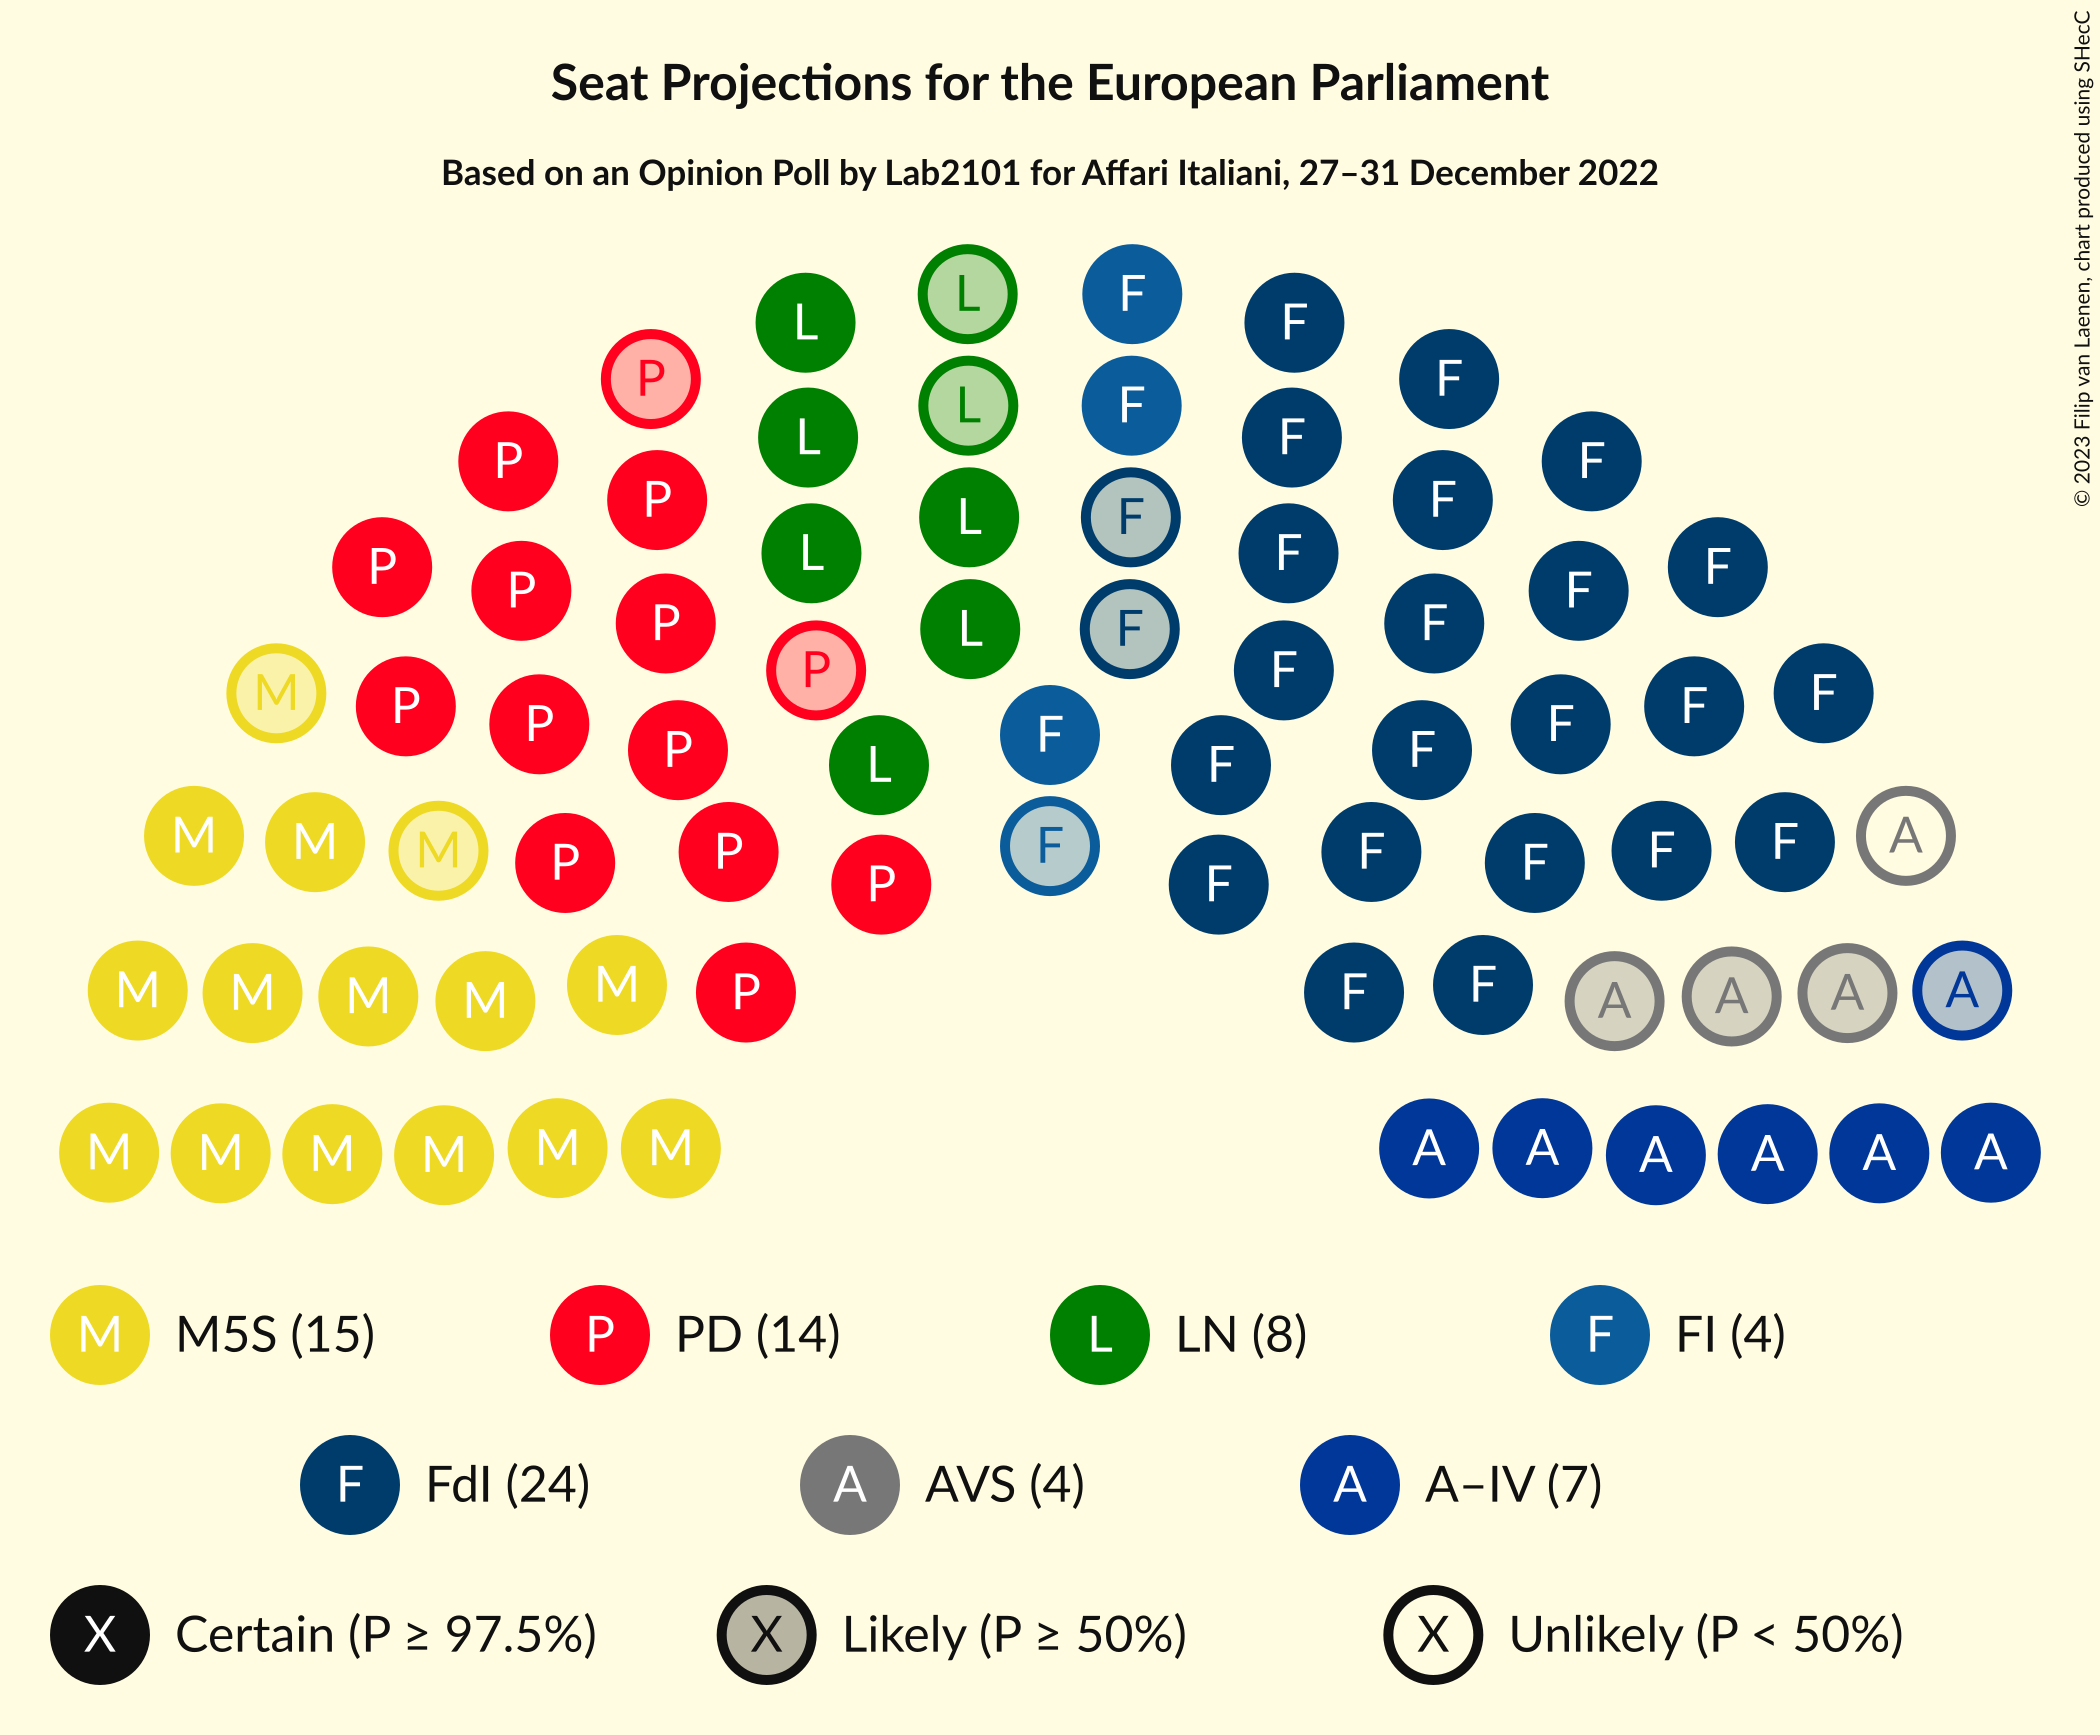 Seat Projections for the European Parliament
Based on an Opinion Poll by Lab2101 for Affari Italiani, 27–31 December 2022
© 2023 Filip van Laenen, chart produced using SHecC
L F
L F F F
P L F F
P P L L F F F F
P P P L F F F F F
M P P P P L F F F F F F
M M M P P P F F F F F A
M M M M M P F F A A A A
M M M M M M A A A A A A
M M5S (15) P PD (14) L LN (8) F FI (4)
F FdI (24) A AVS (4) A A–IV (7)
X Certain (P ≥ 97.5%) X Likely (P ≥ 50%) X Unlikely (P < 50%)